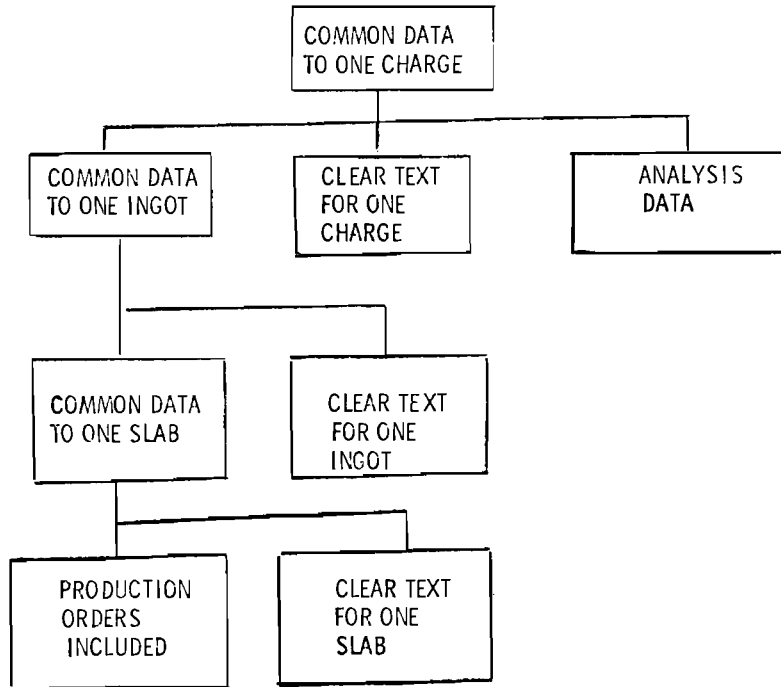 COMMON DATA
TO ONE CHARGE
COMMON DATA
TO ONE INGOT
CLEAR TEXT
FOR ONE
CHARGE
ANALYSIS
DATA
COMMON DATA
TO ONE SLAB
CLEAR TEXT
FOR ONE
INGOT
PRODUCTION
ORDERS
INCLUDED
CLEAR TEXT
FOR ONE
SLAB